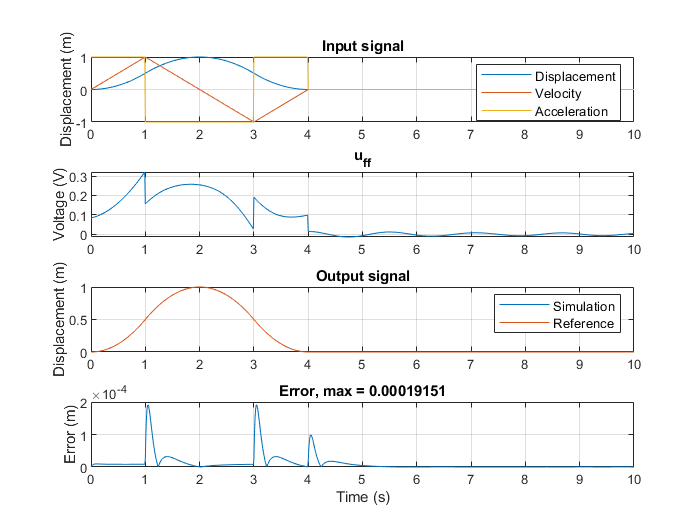 Input signal
Displacement (m)
1
0
-1
Displacement
Velocity
Acceleration
0 1 2 3 4 5 6 7 8 9 10
u_ff
Voltage (V)
0.3
0.2
0.1
0
0 1 2 3 4 5 6 7 8 9 10
Output signal
Displacement (m)
1
0.5
0
Simulation
Reference
0 1 2 3 4 5 6 7 8 9 10
Error, max = 0.00019151
×10^-4
Error (m)
2
1
0
0 1 2 3 4 5 6 7 8 9 10
Time (s)